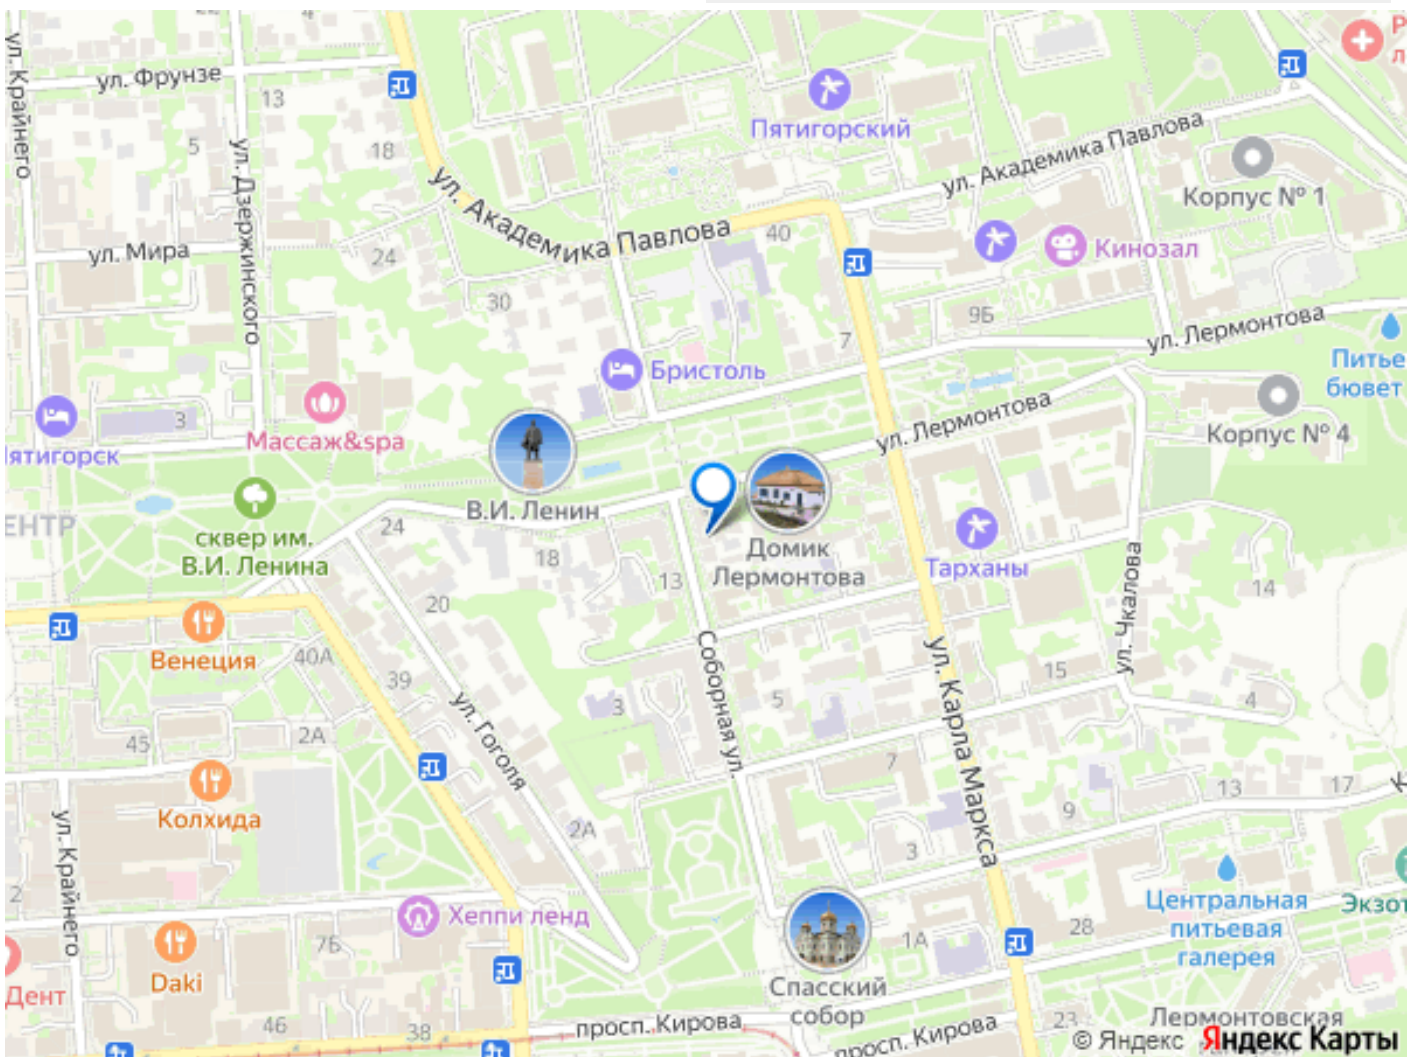 ул. Крайнего
ул. Фрунзе
13
5
ул. Дзержинского
18
Пятигорский
ул. Академика Павлова
Корпус № 1
ул. Академика Павлова
40
ул. Мира
24
Кинозал
30
9Б
7
ул. Лермонтова
Питье
бювет
Бристоль
3
Массаж&spa
ул. Лермонтова
Корпус № 4
ятигорск
В.И. Ленин
24
ЕНТР
сквер им.
В.И. Ленина
18
Домик
Лермонтова
13
Тарханы
14
20
ул. Чкалова
Венеция
40А
39
Соборная ул.
ул. Карла Маркса
15
5
3
4
ул. Гоголя
45
2А
7
13
17
К
Колхида
2А
9
3
ул. Крайнего
2
Центральная
питьевая
галерея
Экзот
Хеппи ленд
7Б
1А
28
Daki
Дент
Спасский
собор
46
38
просп. Кирова
просп. Кирова
23
Лермонтовская
© Яндекс Яндекс Карты